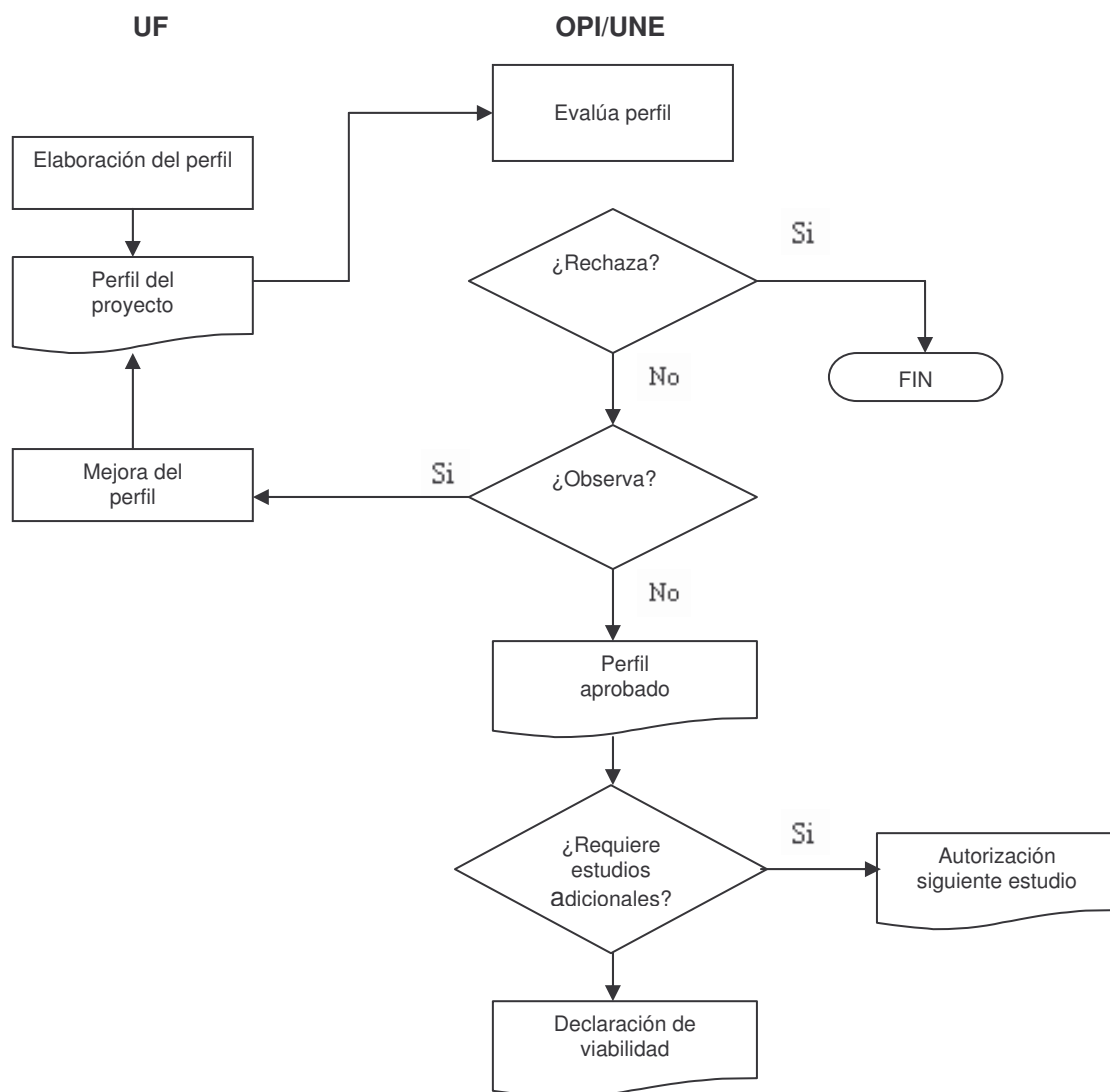 UF
OPI/UNE
Evalúa perfil
Elaboración del perfil
Perfil del
proyecto
¿Rechaza?
Si
FIN
No
Mejora del
perfil
Si
¿Observa?
No
Perfil
aprobado
¿Requiere
estudios
adicionales?
Si
Autorización
siguiente estudio
Declaración de
viabilidad